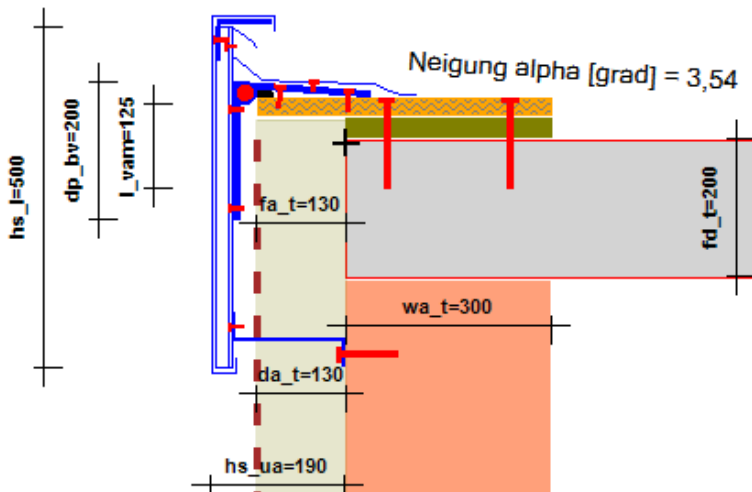 Neigung alpha [grad] = 3,54
hs_l=500
dp_bv=200
l_vam=125
fa_t=130
fd_t=200
wa_t=300
da_t=130
hs_ua=190